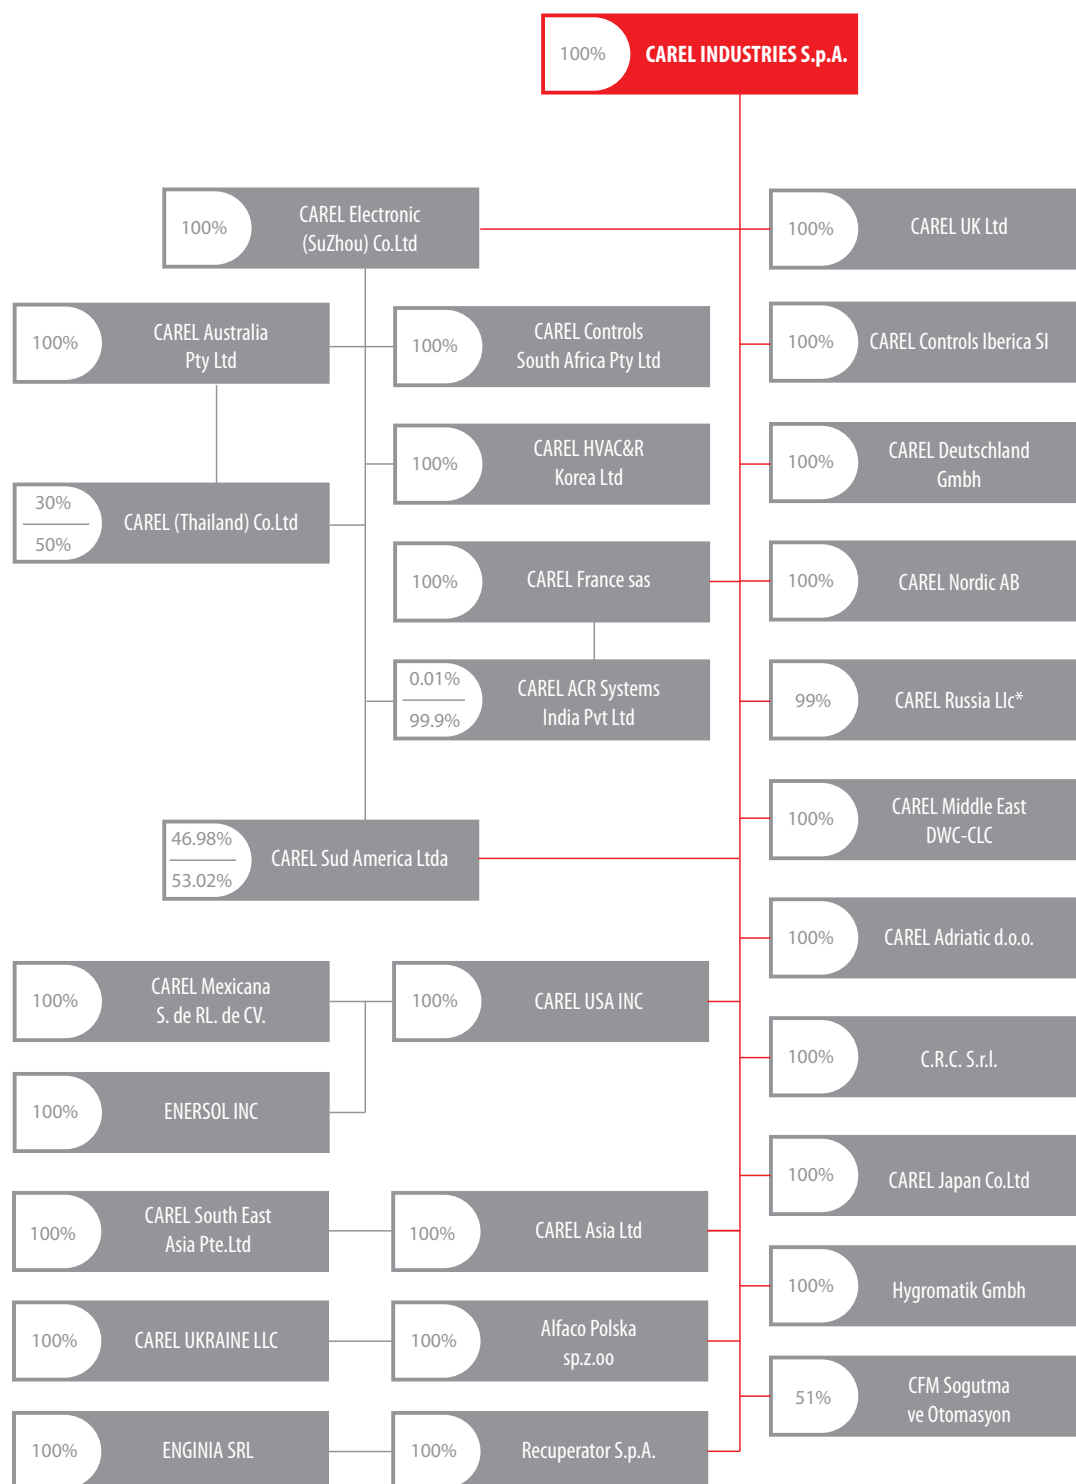 100%
CAREL INDUSTRIES S.p.A.
100%
CAREL Electronic
(SuZhou) Co.Ltd
100%
CAREL UK Ltd
100%
CAREL Australia
Pty Ltd
100%
CAREL Controls
South Africa Pty Ltd
100%
CAREL Controls Iberica SI
100%
CAREL HVAC&R
Korea Ltd
100%
CAREL Deutschland
Gmbh
30%
50%
CAREL (Thailand) Co.Ltd
100%
CAREL France sas
100%
CAREL Nordic AB
0.01%
99.9%
CAREL ACR Systems
India Pvt Ltd
99%
CAREL Russia Llc*
46.98%
53.02%
CAREL Sud America Ltda
100%
CAREL Middle East
DWC-CLC
100%
CAREL Adriatic d.o.o.
100%
CAREL Mexicana
S. de RL. de CV.
100%
CAREL USA INC
100%
C.R.C. S.r.l.
100%
ENERSOL INC
100%
CAREL Japan Co.Ltd
100%
CAREL South East
Asia Pte.Ltd
100%
CAREL Asia Ltd
100%
Hygromatik Gmbh
100%
CAREL UKRAINE LLC
100%
Alfaco Polska
sp.z.oo
51%
CFM Sogutma
ve Otomasyon
100%
ENGINIA SRL
100%
Recuperator S.p.A.